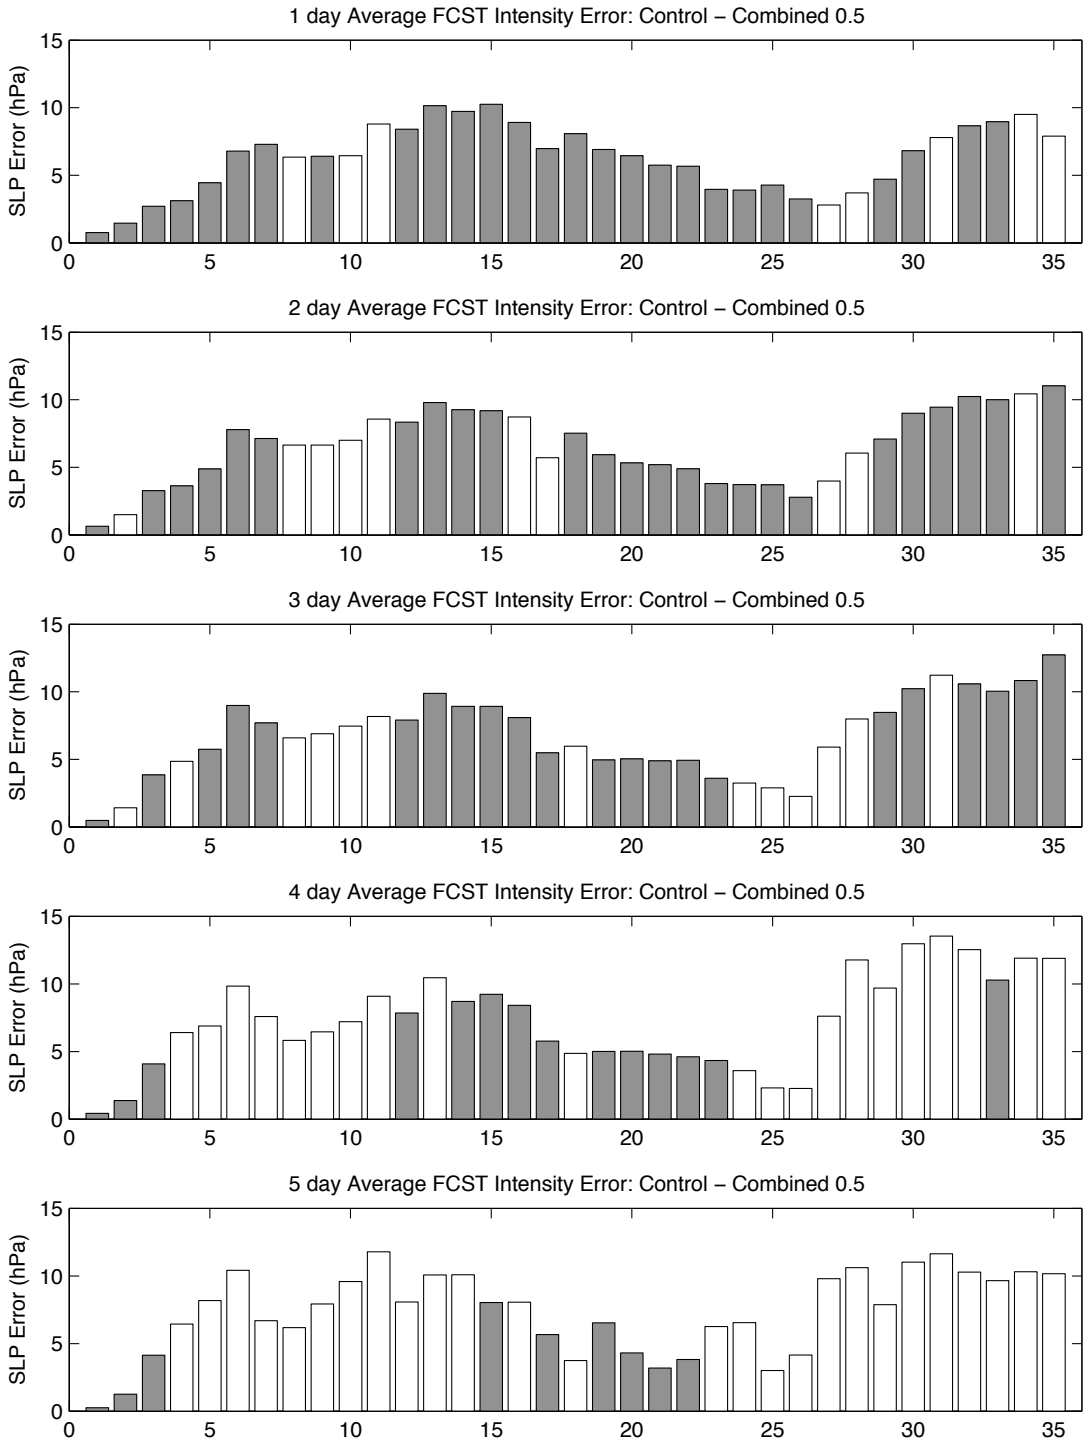 1 day Average FCST Intensity Error: Control – Combined 0.5
15
10
5
0
SLP Error (hPa)
0 5 10 15 20 25 30 35
2 day Average FCST Intensity Error: Control – Combined 0.5
15
10
5
0
SLP Error (hPa)
0 5 10 15 20 25 30 35
3 day Average FCST Intensity Error: Control – Combined 0.5
15
10
5
0
SLP Error (hPa)
0 5 10 15 20 25 30 35
4 day Average FCST Intensity Error: Control – Combined 0.5
15
10
5
0
SLP Error (hPa)
0 5 10 15 20 25 30 35
5 day Average FCST Intensity Error: Control – Combined 0.5
15
10
5
0
SLP Error (hPa)
0 5 10 15 20 25 30 35